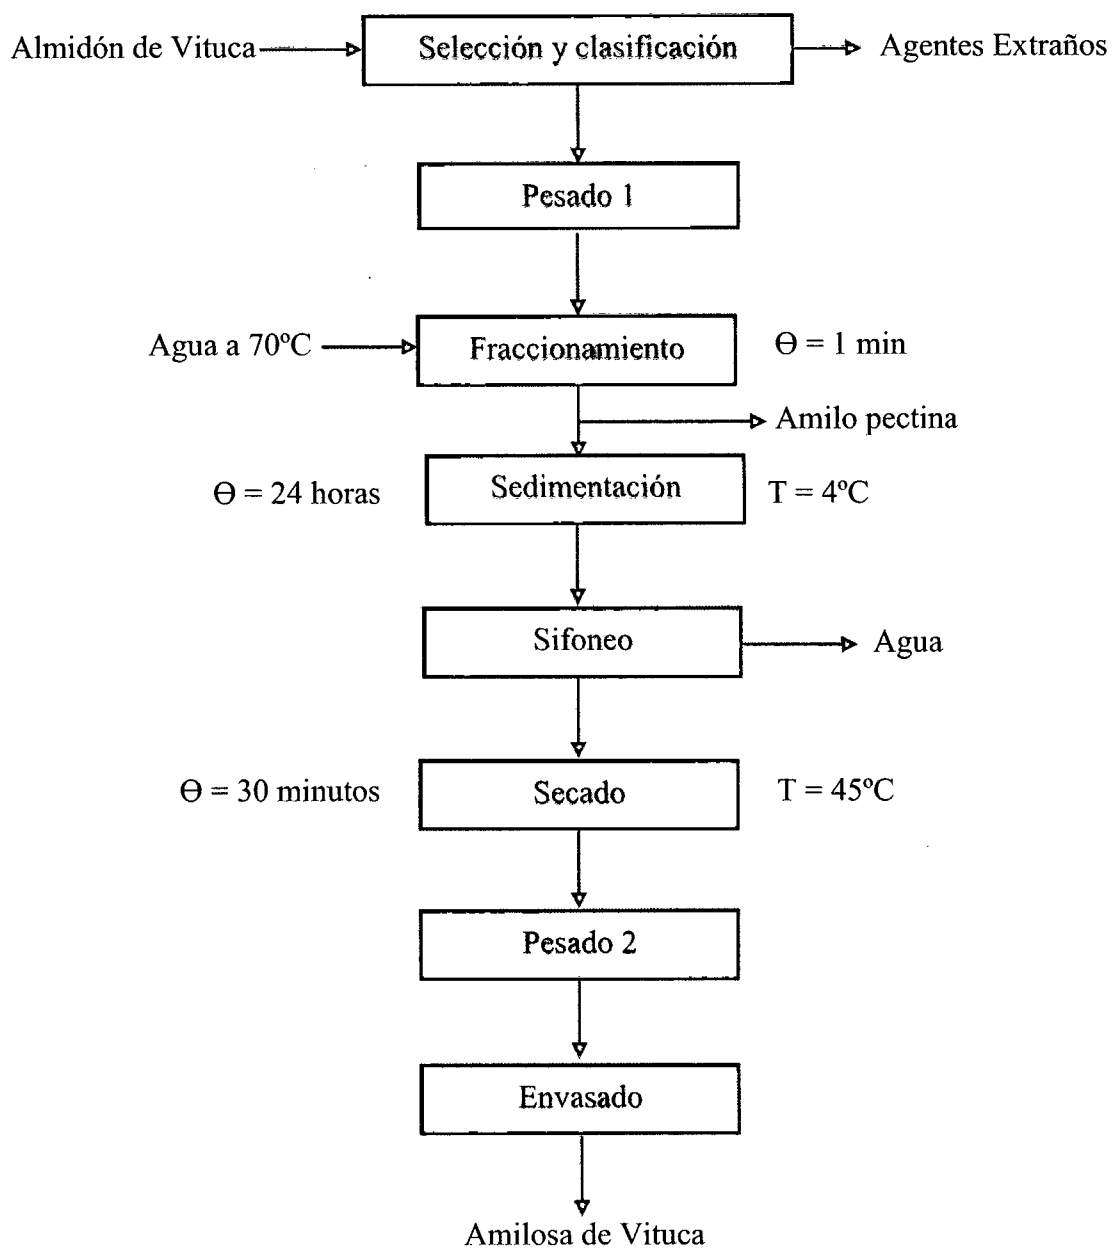 Almidón de Vituca
Selección y clasificación
Agentes Extraños
Pesado 1
Agua a 70ºC
Fraccionamiento
Ɵ = 1 min
Amilo pectina
Ɵ = 24 horas
Sedimentación
T = 4ºC
Sifoneo
Agua
Ɵ = 30 minutos
Secado
T = 45ºC
Pesado 2
Envasado
Amilosa de Vituca